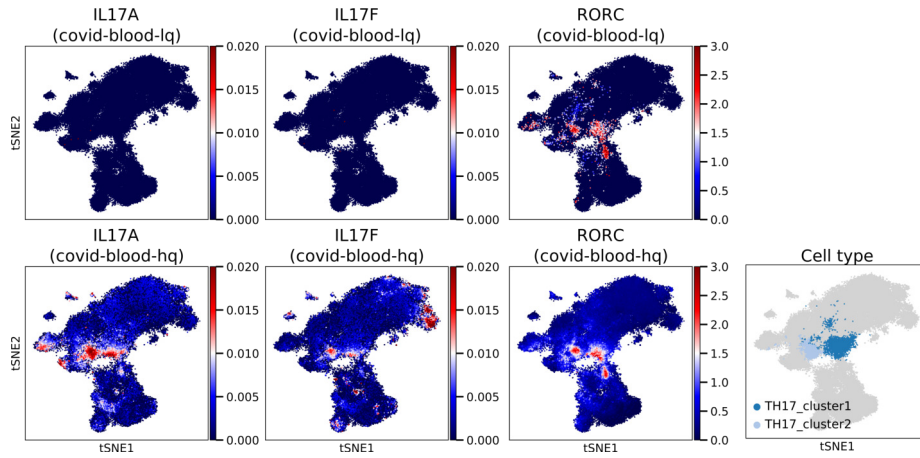 IL17A
(covid-blood-lq)
IL17F
(covid-blood-lq)
RORC
(covid-blood-lq)
tSNE2
0.020
0.015
0.010
0.005
0.000
0.020
0.015
0.010
0.005
0.000
3.0
2.5
2.0
1.5
1.0
0.5
0.0
IL17A
(covid-blood-hq)
IL17F
(covid-blood-hq)
RORC
(covid-blood-hq)
Cell type
tSNE2
0.020
0.015
0.010
0.005
0.000
0.020
0.015
0.010
0.005
0.000
3.0
2.5
2.0
1.5
1.0
0.5
0.0
TH17_cluster1
TH17_cluster2
tSNE1
tSNE1
tSNE1
tSNE1